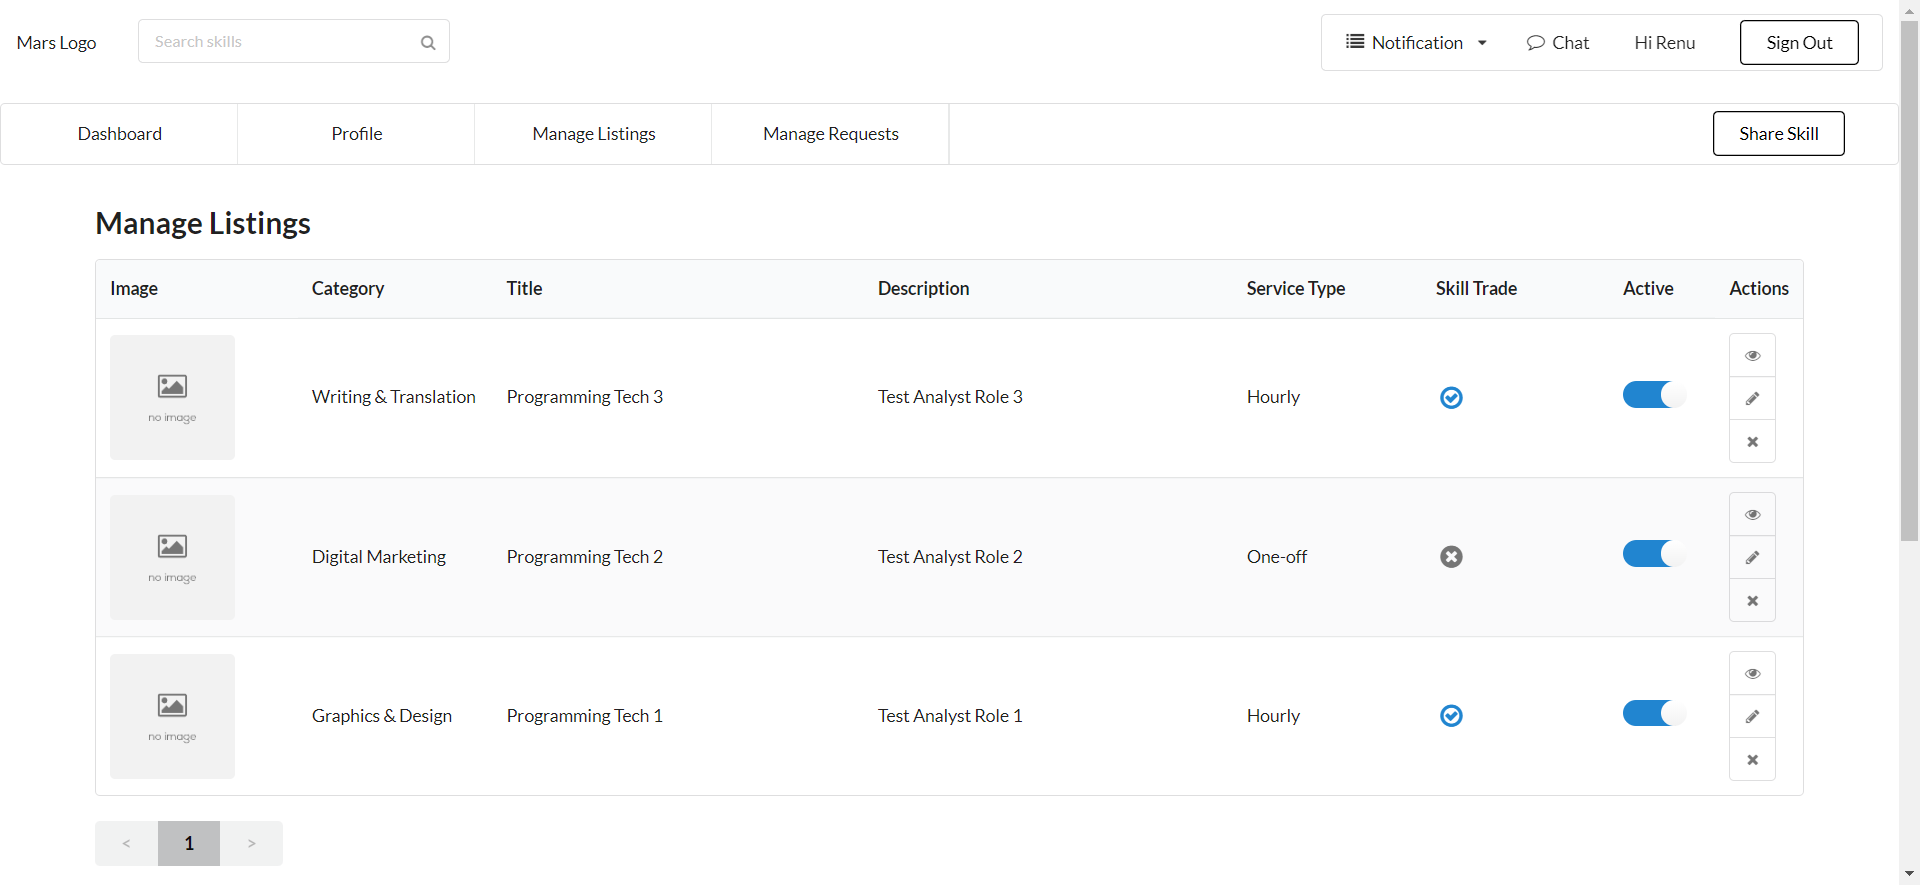 Mars Logo
Search skills
Notification
Chat
Hi Renu
Sign Out
Dashboard
Profile
Manage Listings
Manage Requests
Share Skill
Manage Listings
Image Category Title Description Service Type Skill Trade Active Actions
no image
Writing & Translation Programming Tech 3 Test Analyst Role 3 Hourly
no image
Digital Marketing Programming Tech 2 Test Analyst Role 2 One-off
no image
Graphics & Design Programming Tech 1 Test Analyst Role 1 Hourly
< 1 >